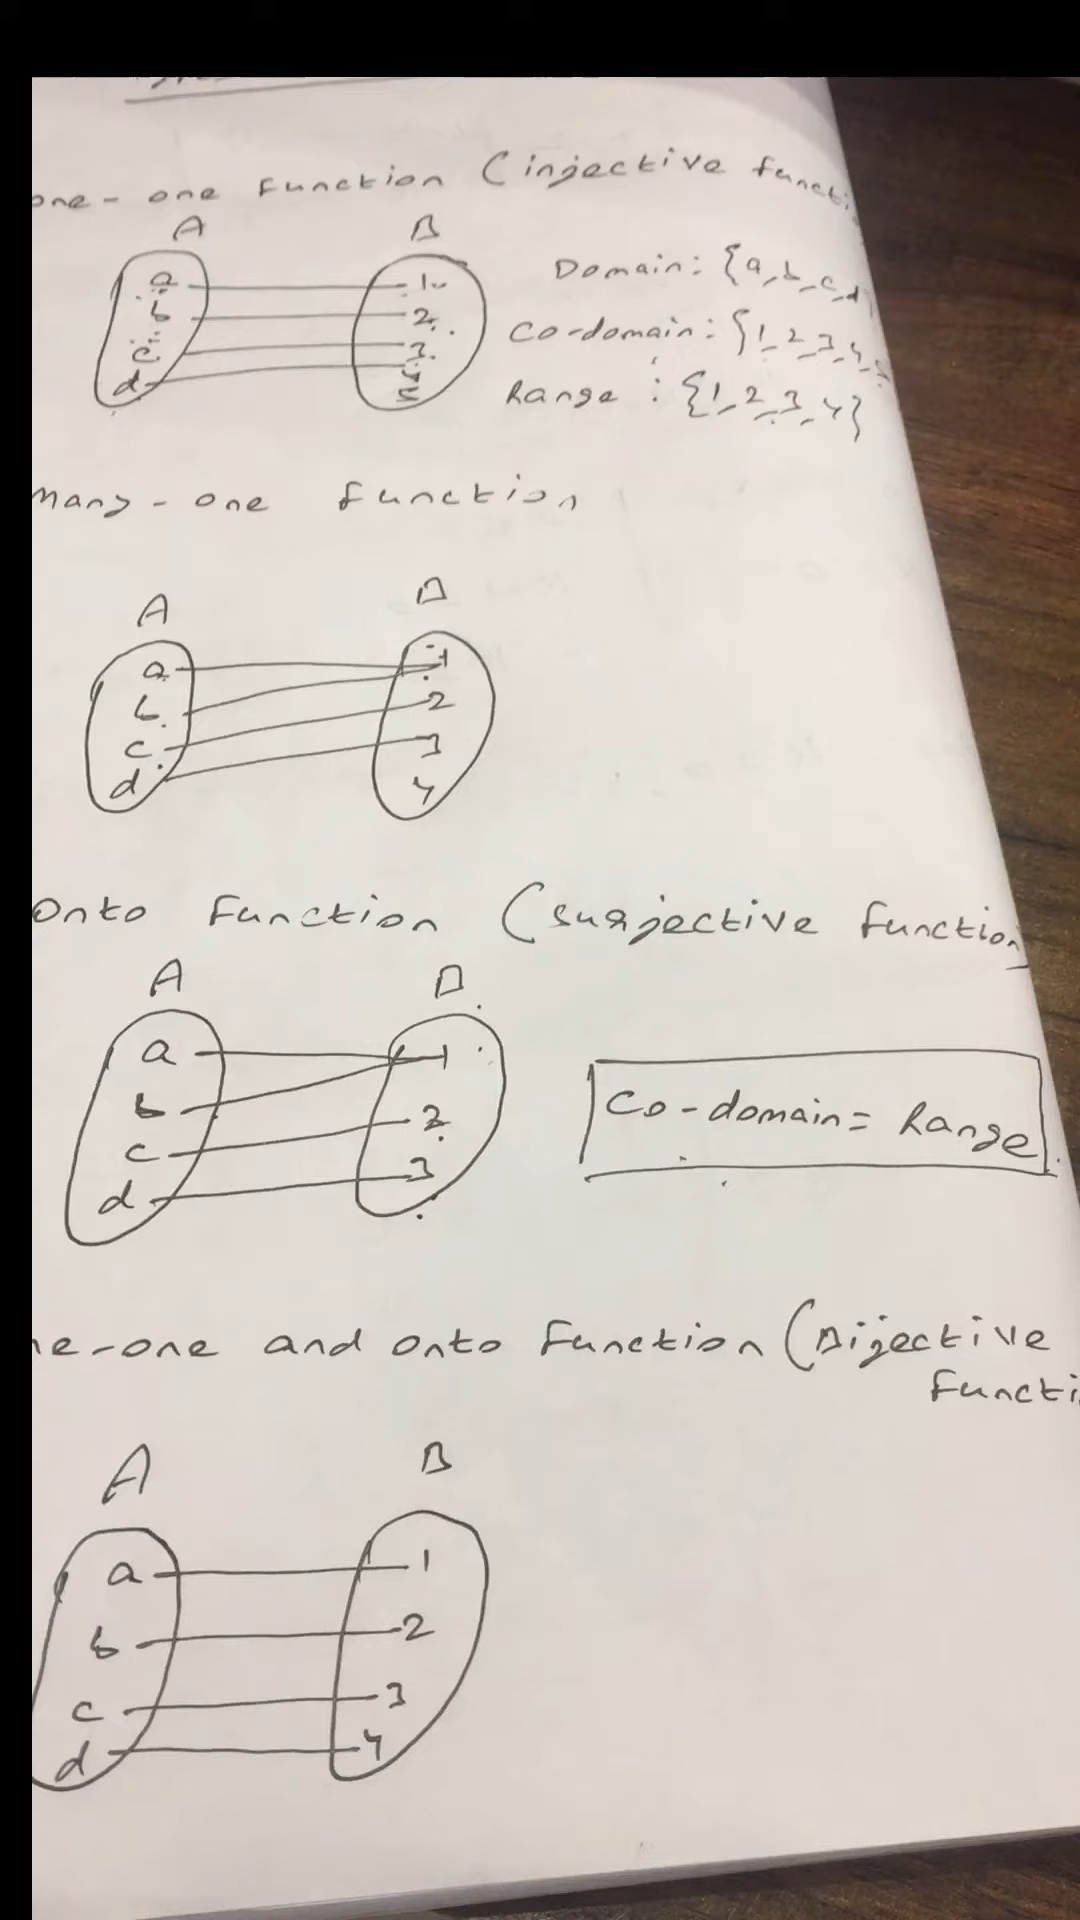 one-one Function (injective functi
A B
a 1
b 2
c 3
d 4
5
Domain: {a, b, c, d}
Co-domain: {1, 2, 3, 4,
Range : {1, 2, 3, 4}
many-one function
A B
a 1
b 2
c 3
d 4
Onto Function (surjective function
A B
a 1
b 2
c 3
d
Co-domain = Range
ne-one and onto Function (Bijective
Functi
A B
a 1
b 2
c 3
d 4